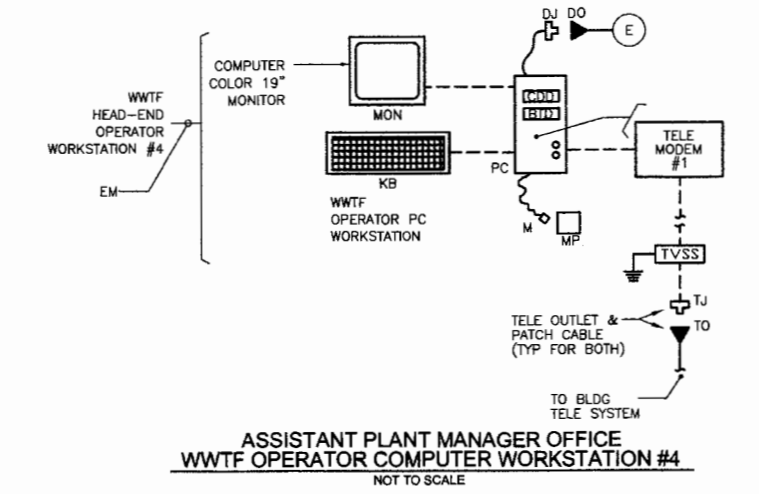 DJ DO
E
COMPUTER
COLOR 19"
MONITOR
MON
WWTF
HEAD-END
OPERATOR
WORKSTATION #4
EM
CDD
BTD
PC
TELE
MODEM
#1
KB
WWTF
OPERATOR PC
WORKSTATION
M
MP
TVSS
TJ
TO
TELE OUTLET &
PATCH CABLE
(TYP FOR BOTH)
TO BLDG
TELE SYSTEM
ASSISTANT PLANT MANAGER OFFICE
WWTF OPERATOR COMPUTER WORKSTATION #4
NOT TO SCALE